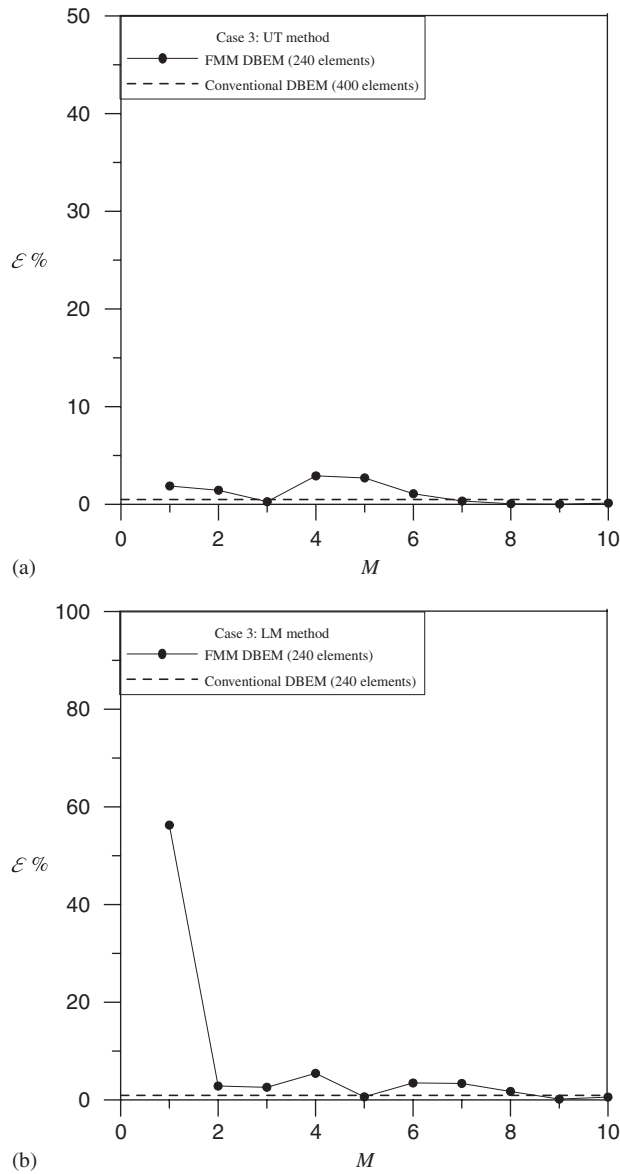 50
Case 3: UT method
FMM DBEM (240 elements)
Conventional DBEM (400 elements)
40
30
ℰ %
20
10
0
0 2 4 6 8 10
(a)
M
100
Case 3: LM method
FMM DBEM (240 elements)
Conventional DBEM (240 elements)
80
60
ℰ %
40
20
0
0 2 4 6 8 10
(b)
M